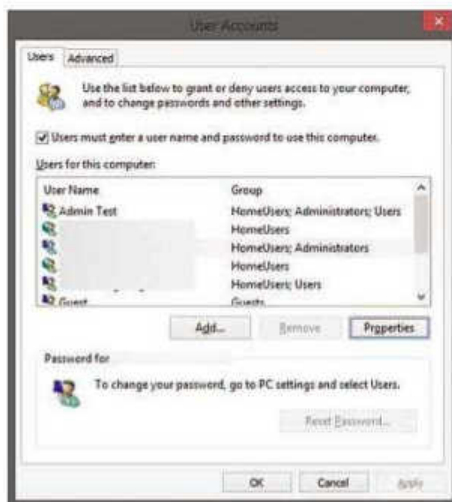 User Accounts
Users Advanced
Use the list below to grant or deny users access to your computer,
and to change passwords and other settings.
Users must enter a user name and password to use this computer.
Users for this computer:
User Name Group
Admin Test HomeUsers; Administrators; Users
HomeUsers
HomeUsers; Administrators
HomeUsers
HomeUsers; Users
Guest Guests
Add... Remove Properties
Password for
To change your password, go to PC settings and select Users.
Reset Password...
OK Cancel Apply